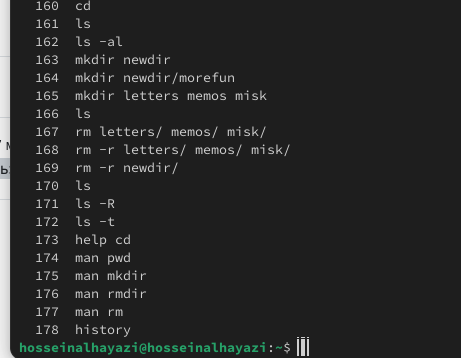 160 cd
161 ls
162 ls -al
163 mkdir newdir
164 mkdir newdir/morefun
165 mkdir letters memos misk
166 ls
167 rm letters/ memos/ misk/
168 rm -r letters/ memos/ misk/
169 rm -r newdir/
170 ls
171 ls -R
172 ls -t
173 help cd
174 man pwd
175 man mkdir
176 man rmdir
177 man rm
178 history
hosseinalhayazi@hosseinalhayazi:~$